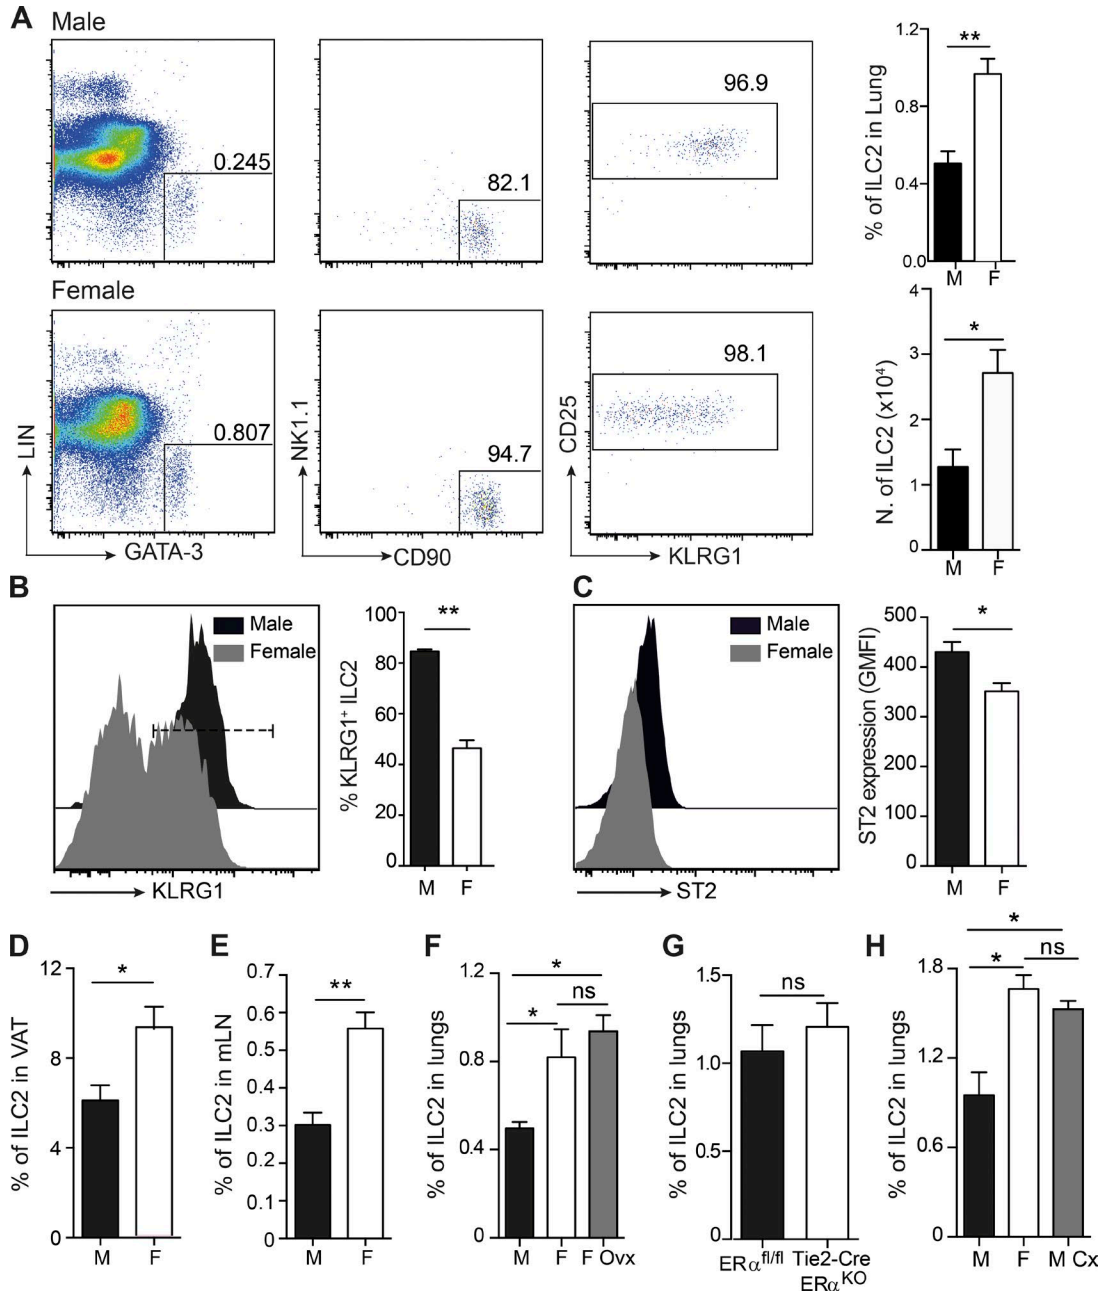 A
Male
0.245
82.1
96.9
1.2
0.8
0.4
0.0
% of ILC2 in Lung
**
M
F
Female
0.807
94.7
98.1
LIN
GATA-3
NK1.1
CD90
CD25
KLRG1
4
3
2
1
0
N. of ILC2 (x10⁴)
*
M
F
B
Male
Female
KLRG1
100
80
60
40
20
0
% KLRG1⁺ ILC2
**
M
F
C
Male
Female
ST2
500
400
300
200
100
0
ST2 expression (GMFI)
*
M
F
D
12
8
4
0
% of ILC2 in VAT
*
M
F
E
0.7
0.6
0.5
0.4
0.3
0.2
0.1
0
% of ILC2 in mLN
**
M
F
F
1.2
0.8
0.4
0
% of ILC2 in lungs
*
ns
*
M
F
F Ovx
G
1.5
1.0
0.5
0
% of ILC2 in lungs
ns
ERα^fl/fl
Tie2-Cre
ERα^KO
H
1.8
1.2
0.6
0
% of ILC2 in lungs
*
ns
*
M
F
M Cx